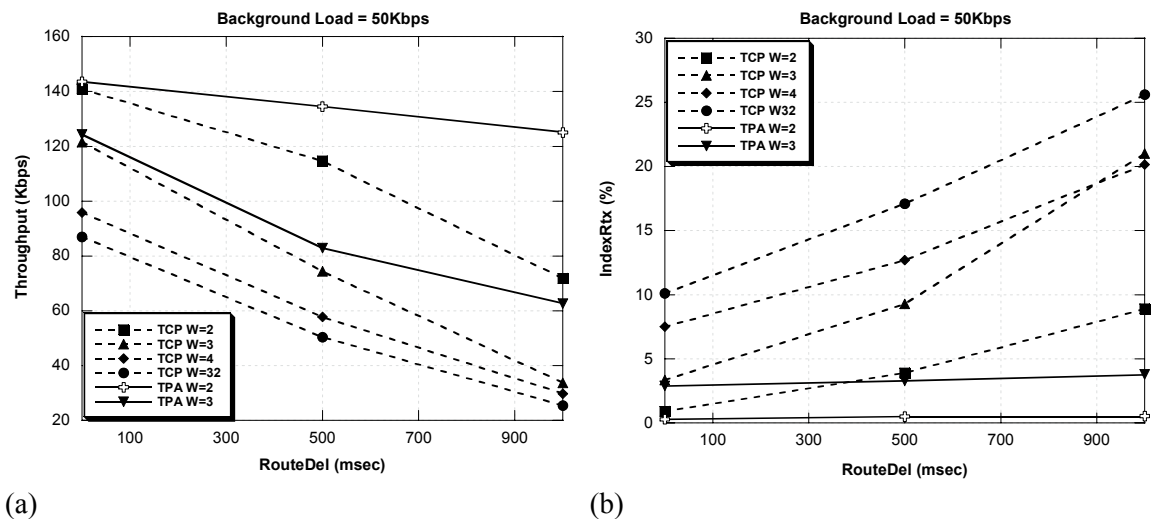 Background Load = 50Kbps
160
140
120
100
80
60
40
20
Throughput (Kbps)
TCP W=2
TCP W=3
TCP W=4
TCP W=32
TPA W=2
TPA W=3
100 300 500 700 900
RouteDel (msec)
(a)
Background Load = 50Kbps
30
25
20
15
10
5
0
IndexRtx (%)
TCP W=2
TCP W=3
TCP W=4
TCP W32
TPA W=2
TPA W=3
100 300 500 700 900
RouteDel (msec)
(b)